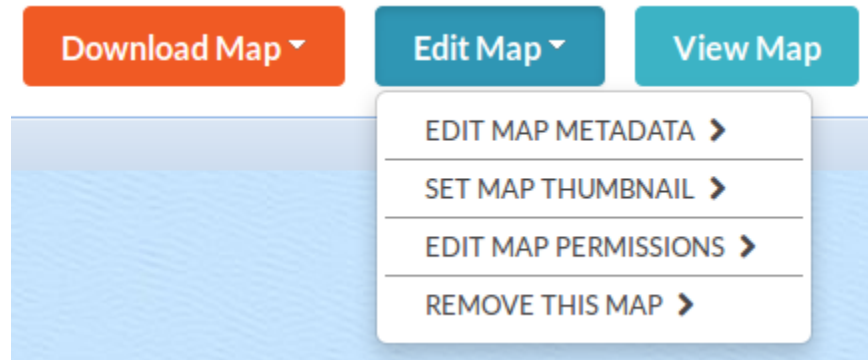 Download Map Edit Map View Map
EDIT MAP METADATA
SET MAP THUMBNAIL
EDIT MAP PERMISSIONS
REMOVE THIS MAP